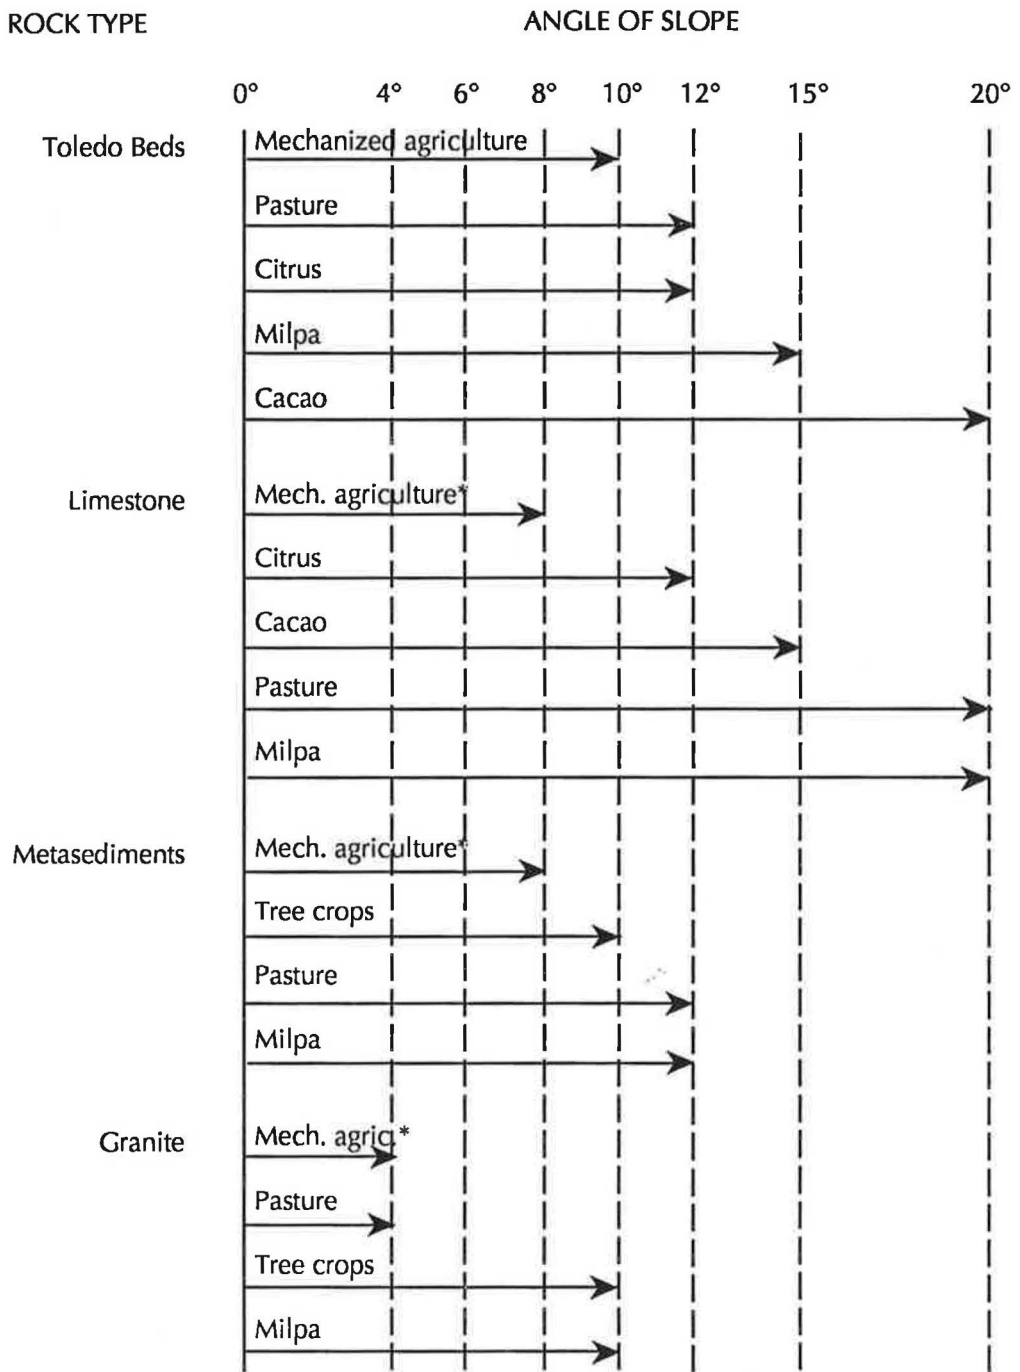 ROCK TYPE ANGLE OF SLOPE
0° 4° 6° 8° 10° 12° 15° 20°
Toledo Beds Mechanized agriculture
Pasture
Citrus
Milpa
Cacao
Limestone Mech. agriculture*
Citrus
Cacao
Pasture
Milpa
Metasediments Mech. agriculture*
Tree crops
Pasture
Milpa
Granite Mech. agric.*
Pasture
Tree crops
Milpa